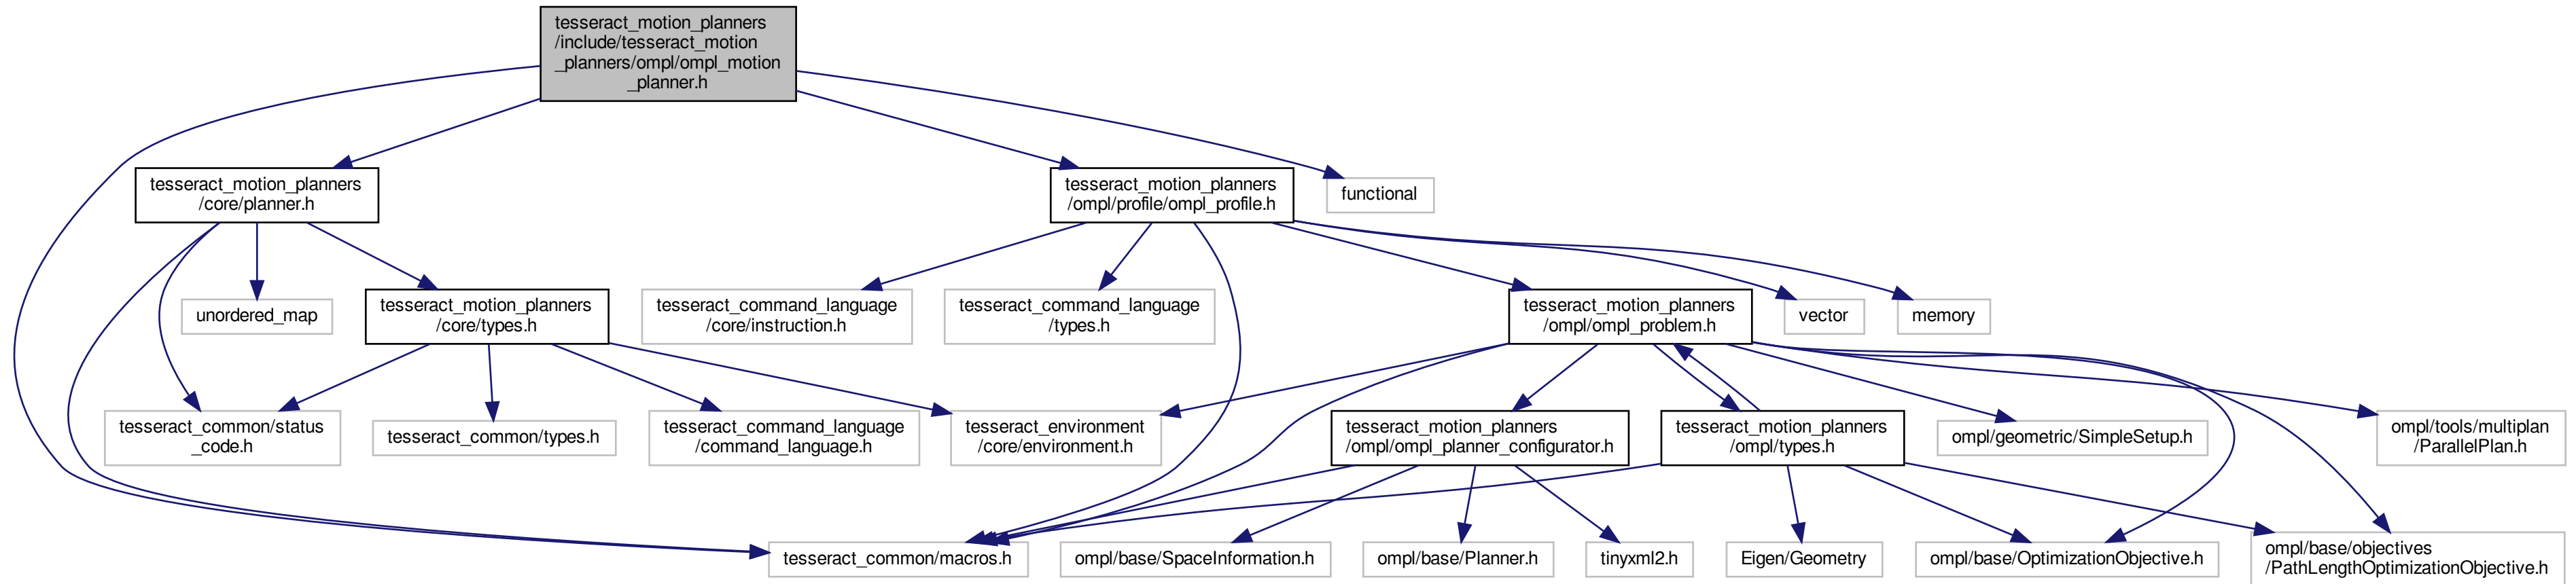 tesseract_motion_planners
/include/tesseract_motion
_planners/ompl/ompl_motion
_planner.h
tesseract_motion_planners
/core/planner.h
tesseract_motion_planners
/ompl/profile/ompl_profile.h
functional
unordered_map
tesseract_motion_planners
/core/types.h
tesseract_command_language
/core/instruction.h
tesseract_command_language
/types.h
tesseract_motion_planners
/ompl/ompl_problem.h
vector
memory
tesseract_common/status
_code.h
tesseract_common/types.h
tesseract_command_language
/command_language.h
tesseract_environment
/core/environment.h
tesseract_motion_planners
/ompl/ompl_planner_configurator.h
tesseract_motion_planners
/ompl/types.h
ompl/geometric/SimpleSetup.h
ompl/tools/multiplan
/ParallelPlan.h
tesseract_common/macros.h
ompl/base/SpaceInformation.h
ompl/base/Planner.h
tinyxml2.h
Eigen/Geometry
ompl/base/OptimizationObjective.h
ompl/base/objectives
/PathLengthOptimizationObjective.h